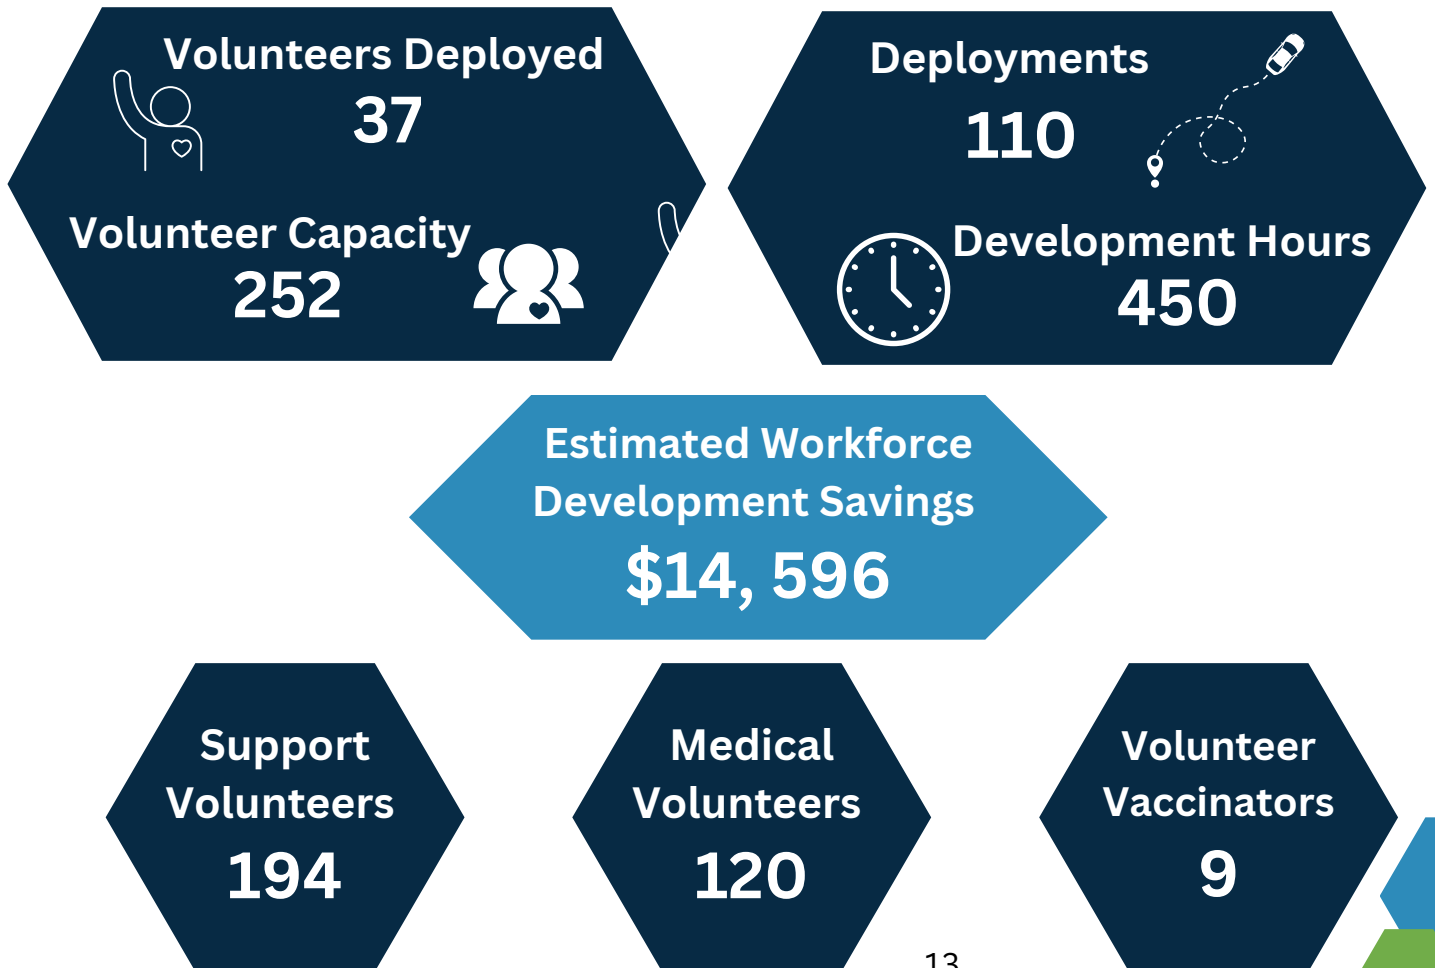 Volunteers Deployed
37
Volunteer Capacity
252
Deployments
110
Development Hours
450
Estimated Workforce
Development Savings
$14, 596
Support
Volunteers
194
Medical
Volunteers
120
Volunteer
Vaccinators
9
13